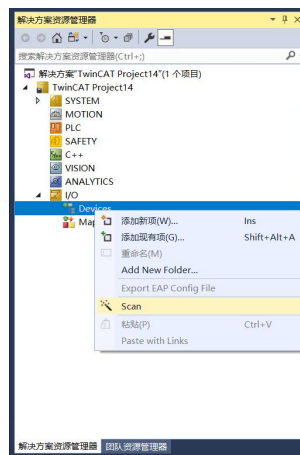 解决方案资源管理器
搜索解决方案资源管理器(Ctrl+;)
解决方案"TwinCAT Project14"(1 个项目)
TwinCAT Project14
SYSTEM
MOTION
PLC
SAFETY
C++
VISION
ANALYTICS
I/O
Devices
Map
添加新项(W)... Ins
添加现有项(G)... Shift+Alt+A
重命名(M)
Add New Folder...
Export EAP Config File
Scan
粘贴(P) Ctrl+V
Paste with Links
解决方案资源管理器 团队资源管理器